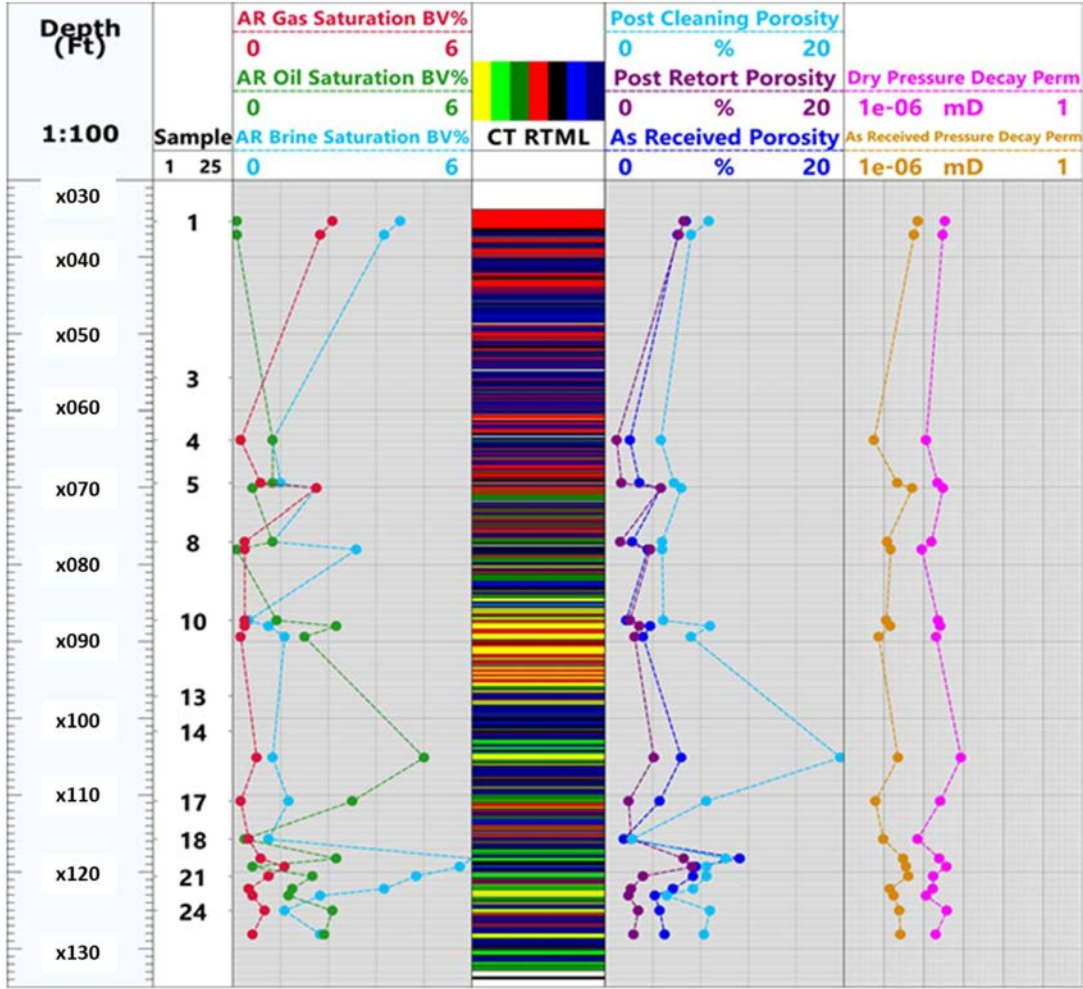 Depth
(Ft)
1:100
Sample
1 25
AR Gas Saturation BV%
0 6
AR Oil Saturation BV%
0 6
AR Brine Saturation BV%
0 6
CT RTML
Post Cleaning Porosity
0 % 20
Post Retort Porosity
0 % 20
As Received Porosity
0 % 20
Dry Pressure Decay Perm
1e-06 mD 1
As Received Pressure Decay Perm
1e-06 mD 1
x030
x040
x050
x060
x070
x080
x090
x100
x110
x120
x130
1
3
4
5
8
10
13
14
17
18
21
24